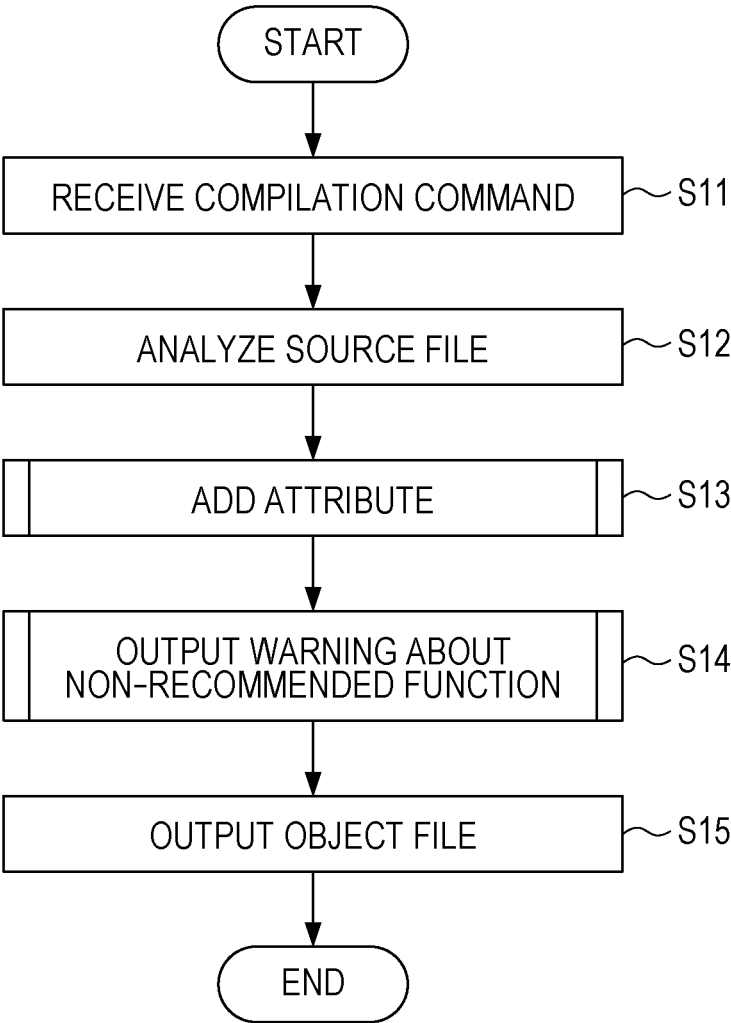 START
RECEIVE COMPILATION COMMAND
S11
ANALYZE SOURCE FILE
S12
ADD ATTRIBUTE
S13
OUTPUT WARNING ABOUT
NON-RECOMMENDED FUNCTION
S14
OUTPUT OBJECT FILE
S15
END